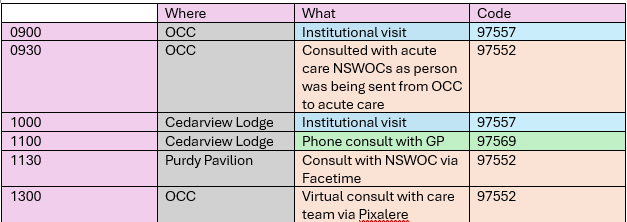 Where What Code
0900 OCC Institutional visit 97557
0930 OCC Consulted with acute 97552
care NSWOCs as person
was being sent from OCC
to acute care
1000 Cedarview Lodge Institutional visit 97557
1100 Cedarview Lodge Phone consult with GP 97569
1130 Purdy Pavilion Consult with NSWOC via 97552
Facetime
1300 OCC Virtual consult with care 97552
team via Pixalere